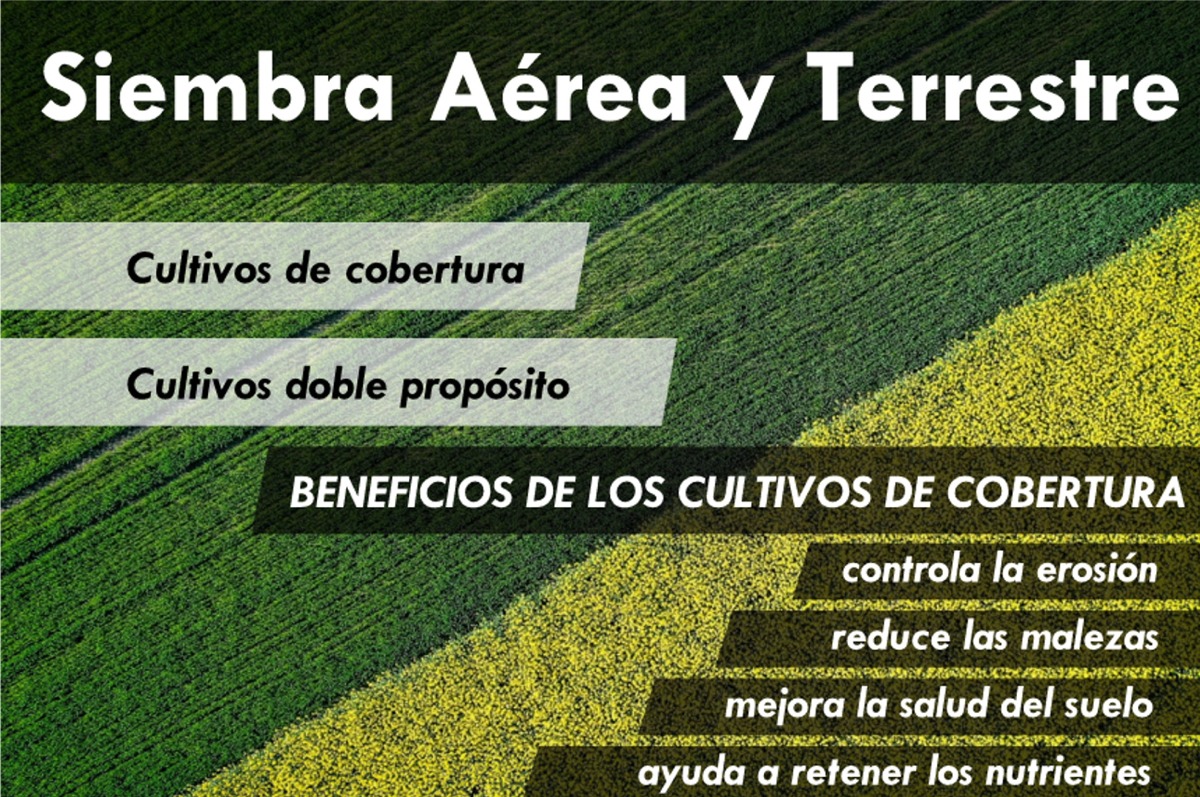 Siembra Aérea y Terrestre
Cultivos de cobertura
Cultivos doble propósito
BENEFICIOS DE LOS CULTIVOS DE COBERTURA
controla la erosión
reduce las malezas
mejora la salud del suelo
ayuda a retener los nutrientes